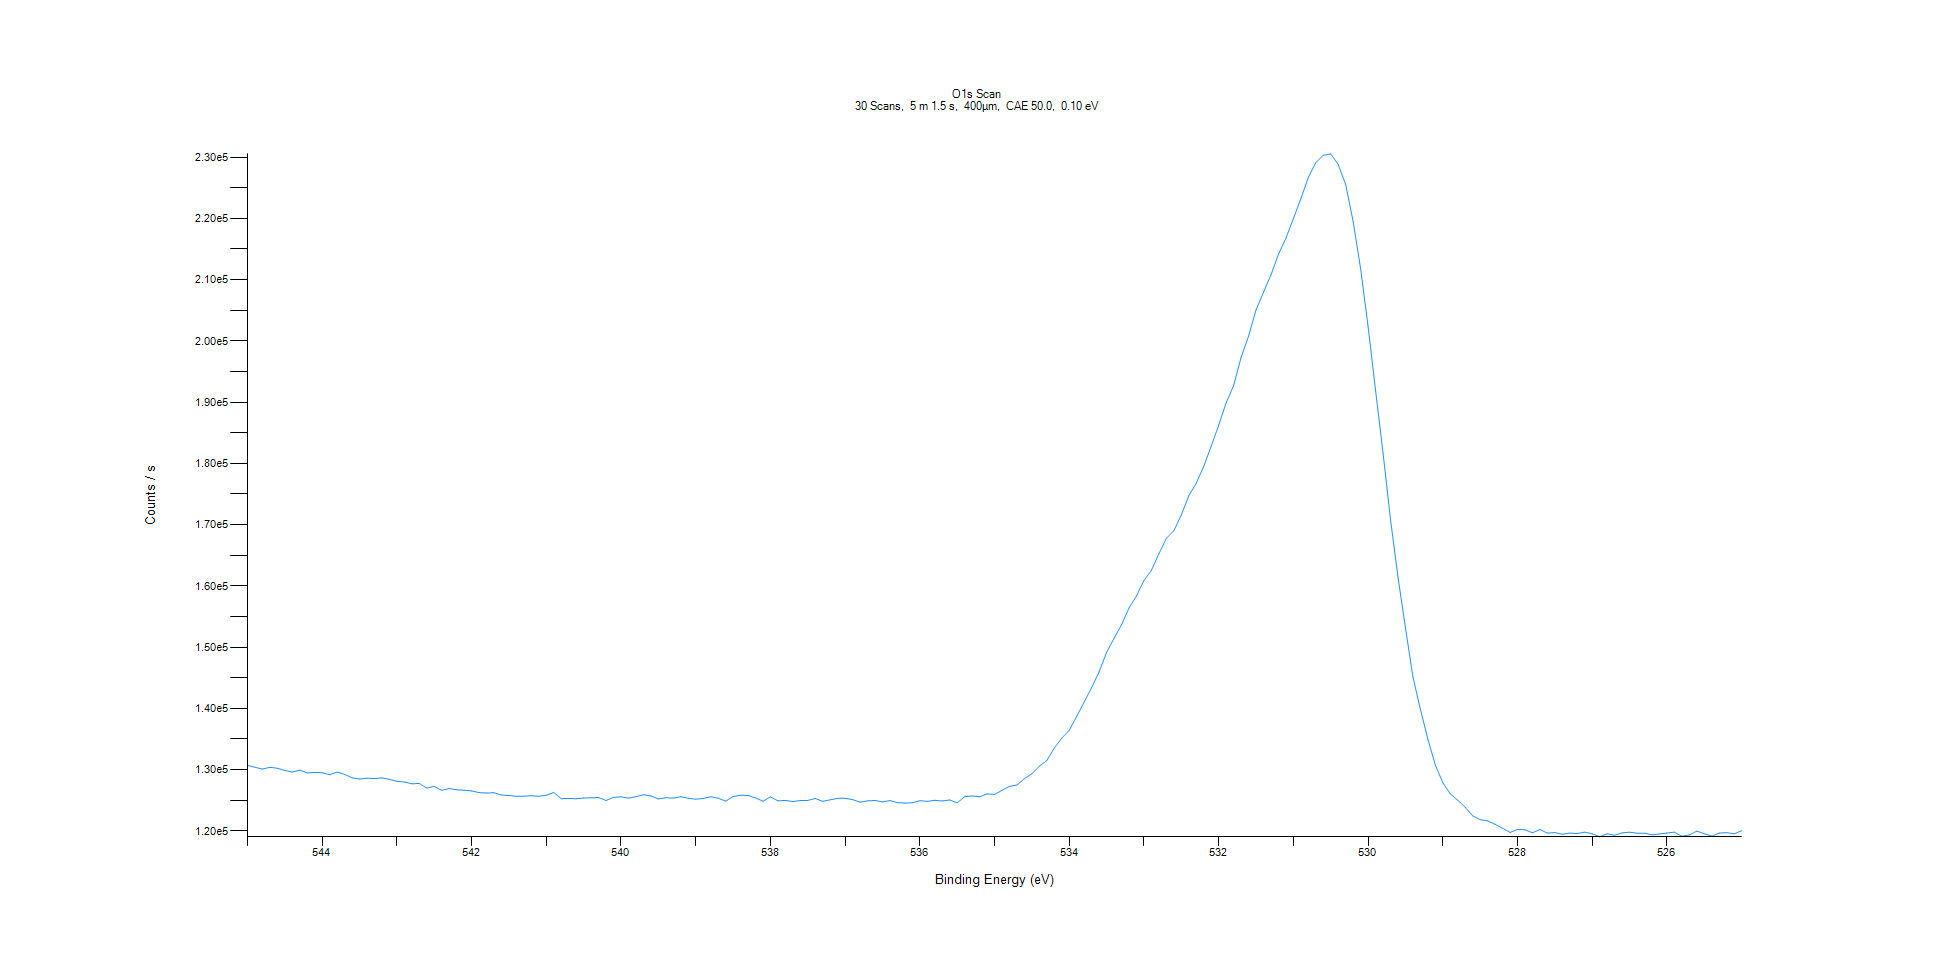 O1s Scan
30 Scans, 5 m 1.5 s, 400µm, CAE 50.0, 0.10 eV
2.30e5
2.20e5
2.10e5
2.00e5
1.90e5
1.80e5
1.70e5
1.60e5
1.50e5
1.40e5
1.30e5
1.20e5
Counts / s
544 542 540 538 536 534 532 530 528 526
Binding Energy (eV)